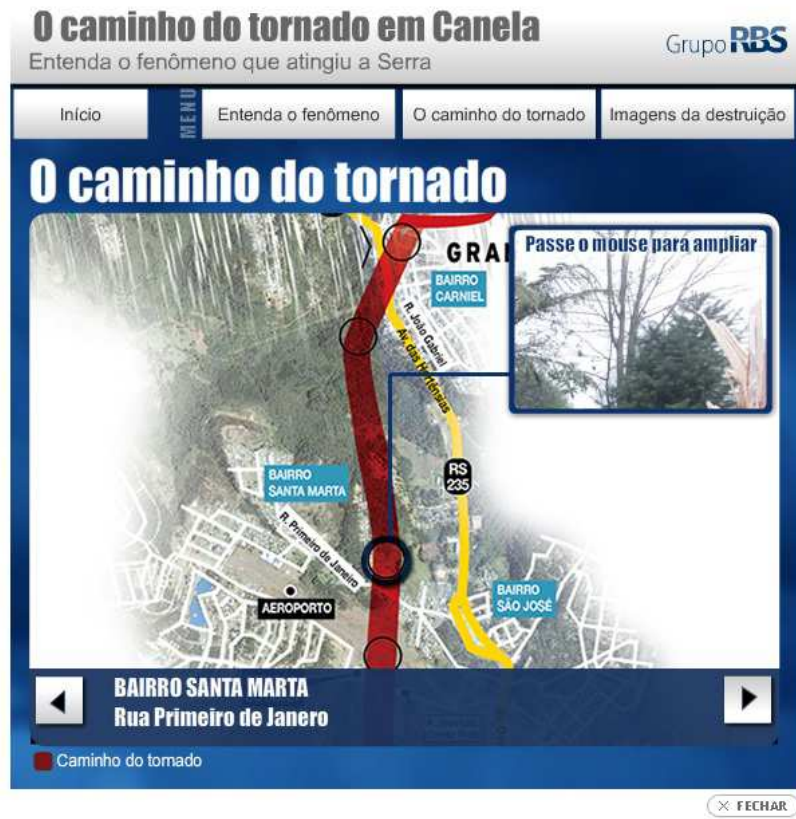 O caminho do tornado em Canela
Entenda o fenômeno que atingiu a Serra
Grupo RBS
Início
MENU
Entenda o fenômeno
O caminho do tornado
Imagens da destruição
O caminho do tornado
Passe o mouse para ampliar
GRA
BAIRRO
CARNIEL
R. João Gabriel
Av. das Hortênsias
BAIRRO
SANTA MARTA
RS
235
R. Primeiro de Janeiro
AEROPORTO
BAIRRO
SÃO JOSÉ
BAIRRO SANTA MARTA
Rua Primeiro de Janero
Caminho do tornado
FECHAR